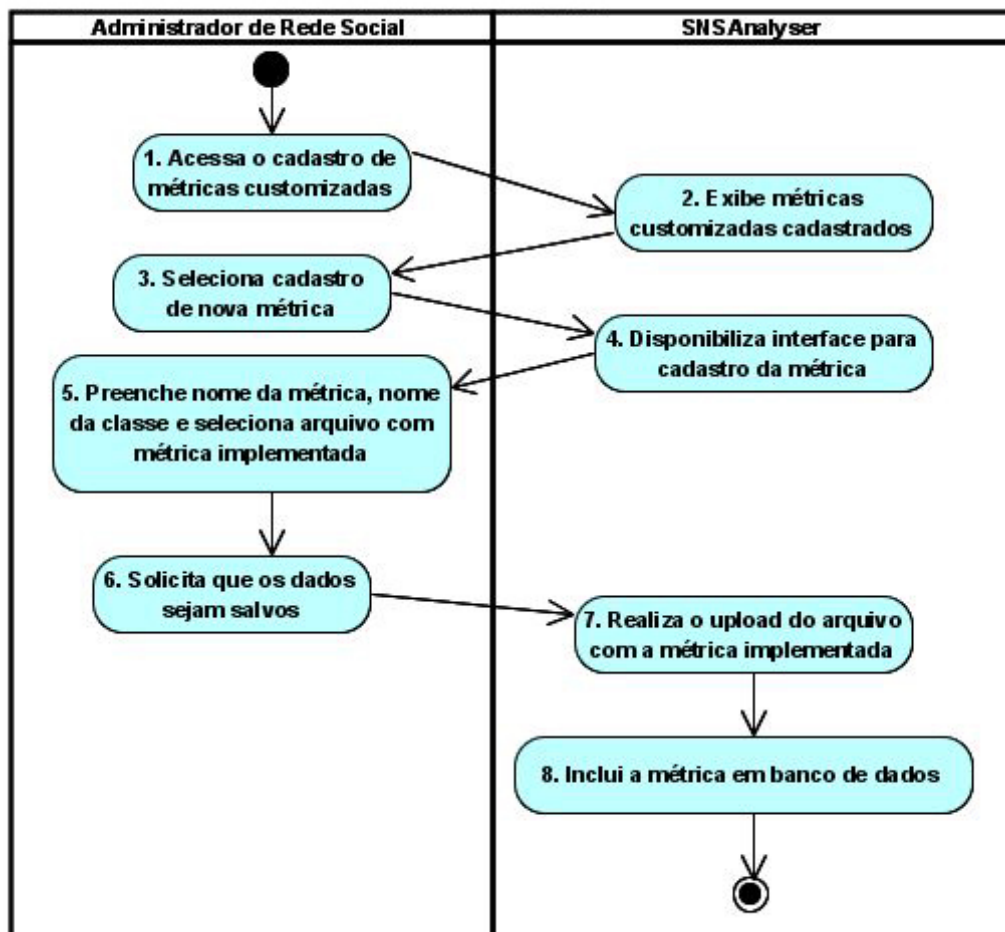 Administrador de Rede Social
SNSAnalyser
1. Acessa o cadastro de
métricas customizadas
2. Exibe métricas
customizadas cadastrados
3. Seleciona cadastro
de nova métrica
4. Disponibiliza interface para
cadastro da métrica
5. Preenche nome da métrica, nome
da classe e seleciona arquivo com
métrica implementada
6. Solicita que os dados
sejam salvos
7. Realiza o upload do arquivo
com a métrica implementada
8. Inclui a métrica em banco de dados